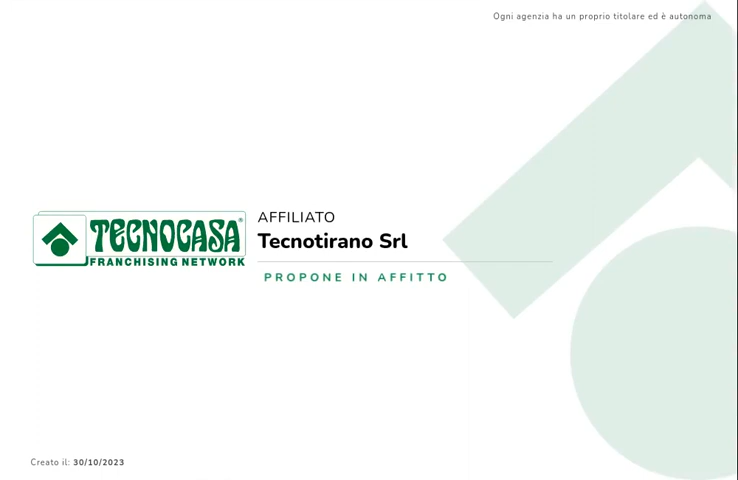 Ogni agenzia ha un proprio titolare ed è autonoma
TECNOCASA®
FRANCHISING NETWORK
AFFILIATO
Tecnotirano Srl
PROPONE IN AFFITTO
Creato il: 30/10/2023